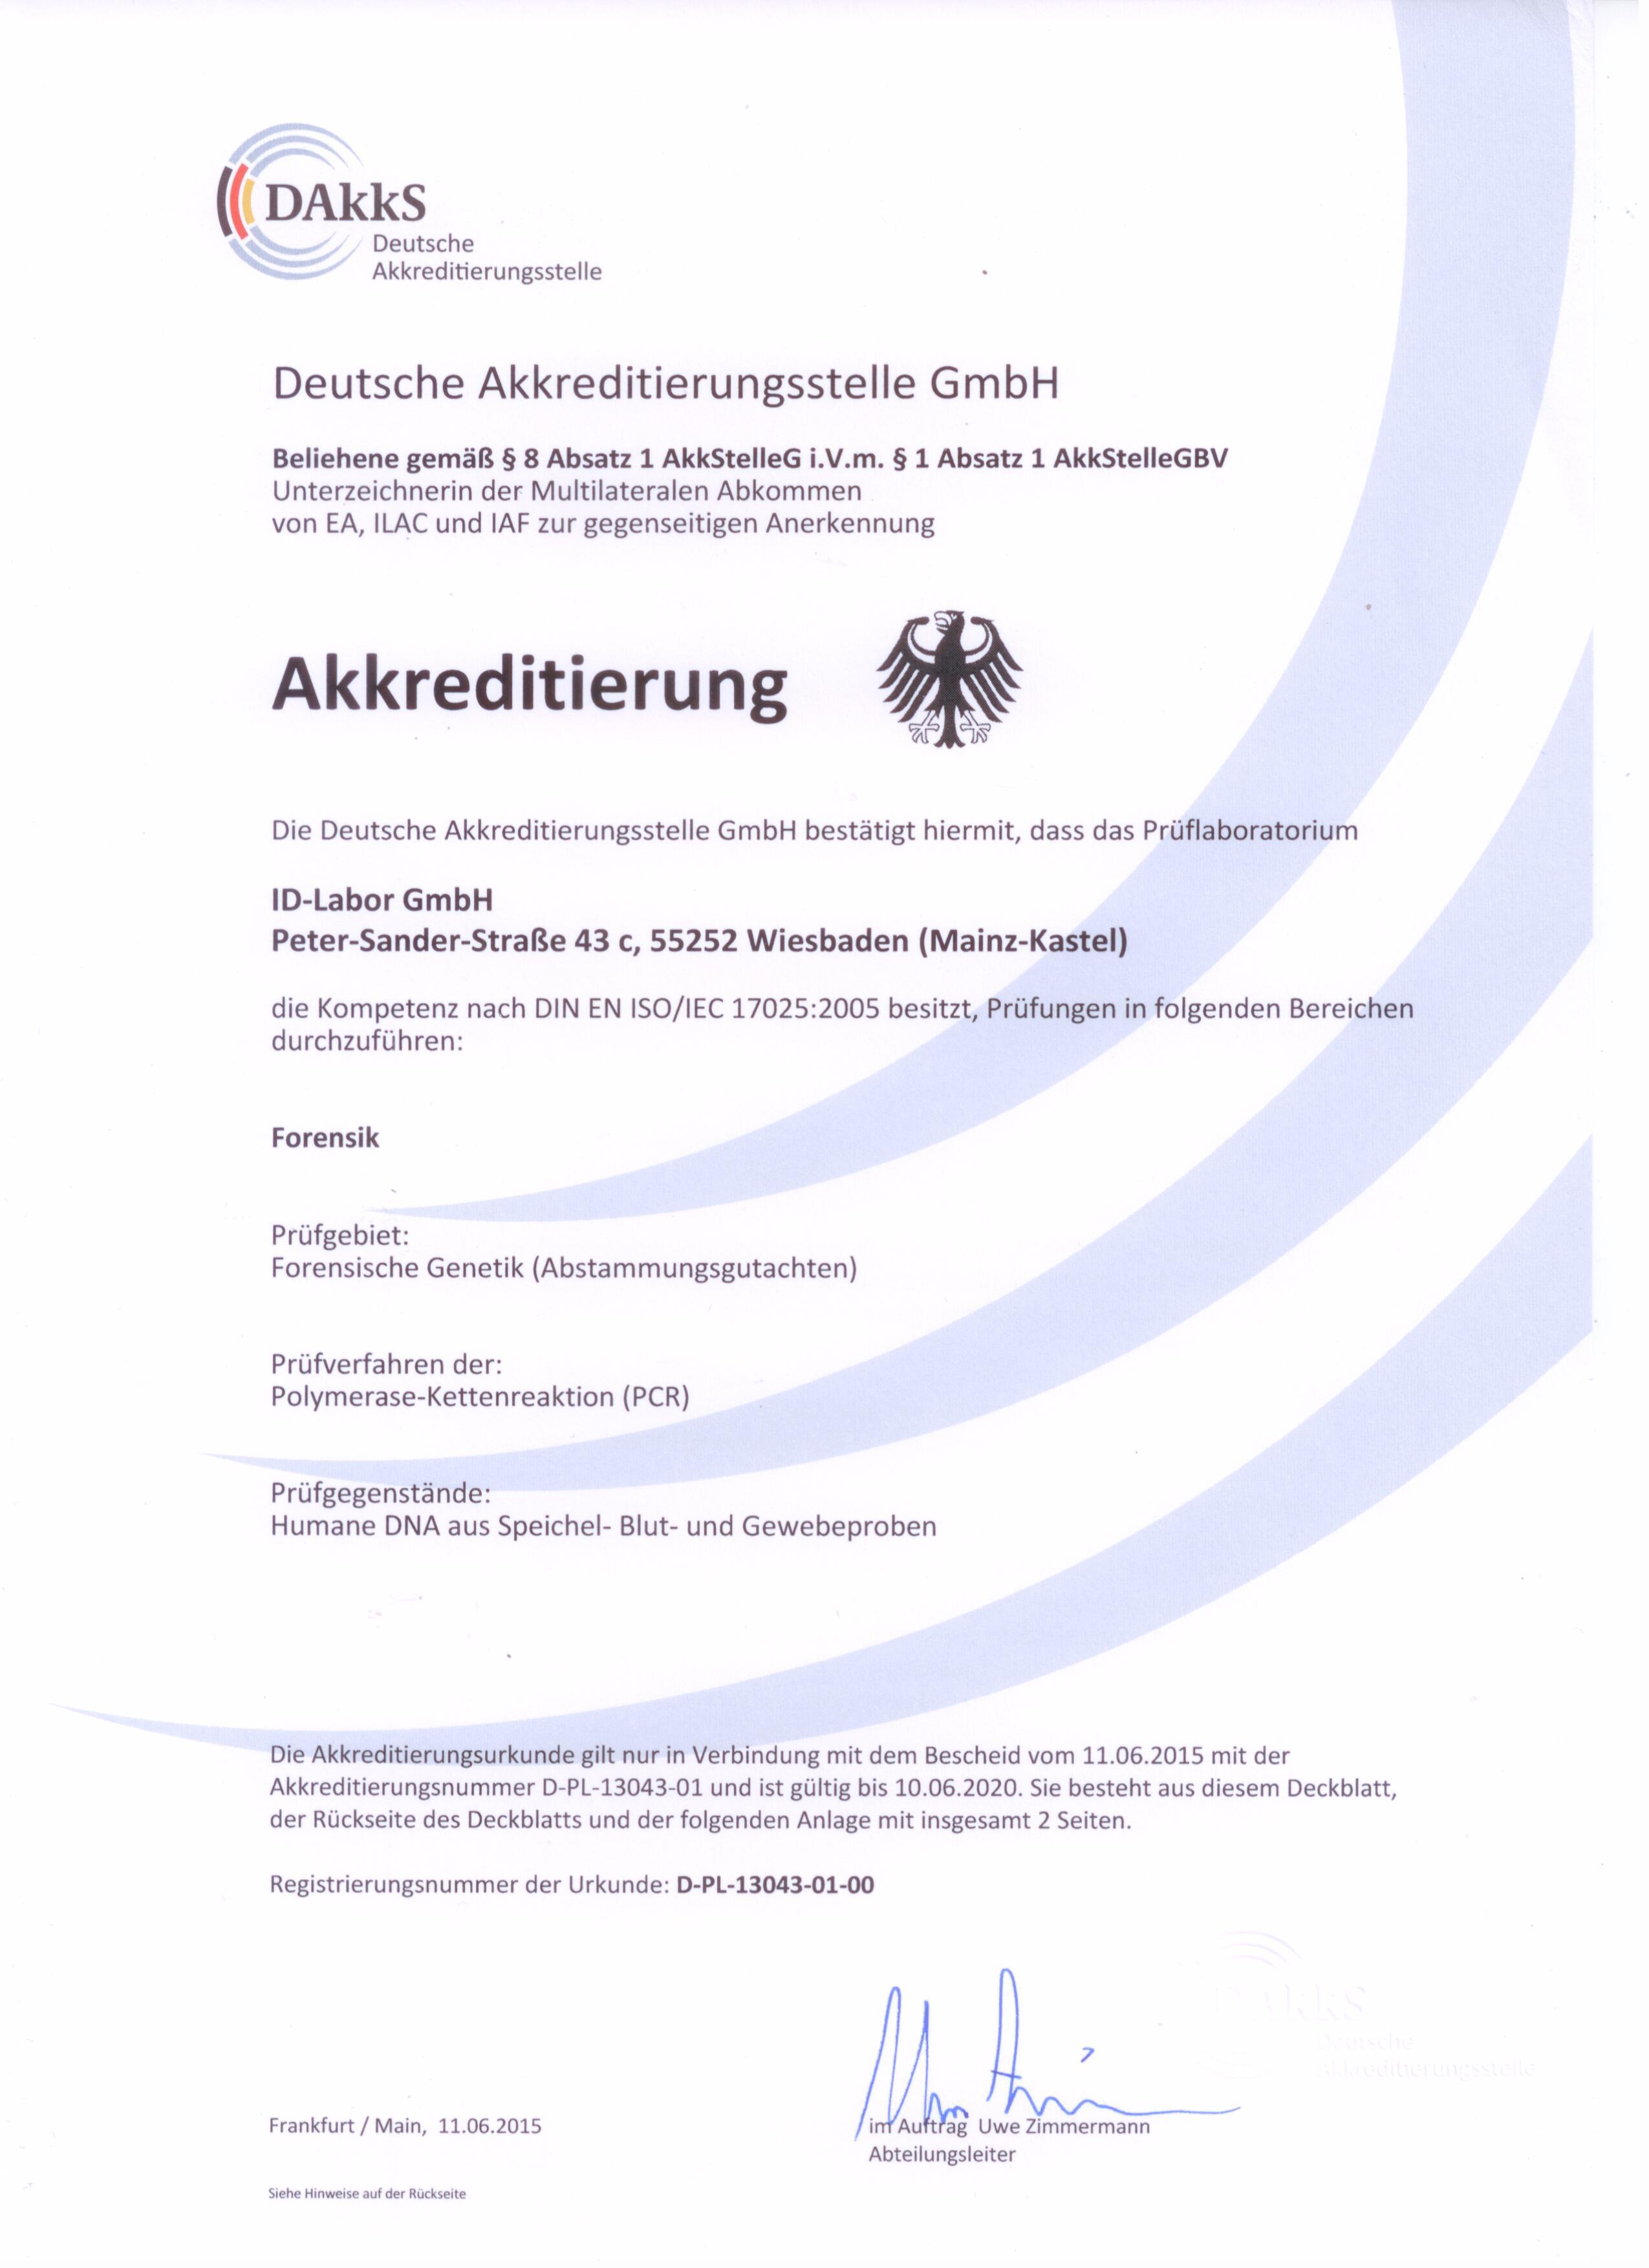 DAkkS
Deutsche
Akkreditierungsstelle
Deutsche Akkreditierungsstelle GmbH
Beliehene gemäß § 8 Absatz 1 AkkStelleG i.V.m. § 1 Absatz 1 AkkStelleGBV
Unterzeichnerin der Multilateralen Abkommen
von EA, ILAC und IAF zur gegenseitigen Anerkennung
Akkreditierung
Die Deutsche Akkreditierungsstelle GmbH bestätigt hiermit, dass das Prüflaboratorium
ID-Labor GmbH
Peter-Sander-Straße 43 c, 55252 Wiesbaden (Mainz-Kastel)
die Kompetenz nach DIN EN ISO/IEC 17025:2005 besitzt, Prüfungen in folgenden Bereichen
durchzuführen:
Forensik
Prüfgebiet:
Forensische Genetik (Abstammungsgutachten)
Prüfverfahren der:
Polymerase-Kettenreaktion (PCR)
Prüfgegenstände:
Humane DNA aus Speichel- Blut- und Gewebeproben
Die Akkreditierungsurkunde gilt nur in Verbindung mit dem Bescheid vom 11.06.2015 mit der
Akkreditierungsnummer D-PL-13043-01 und ist gültig bis 10.06.2020. Sie besteht aus diesem Deckblatt,
der Rückseite des Deckblatts und der folgenden Anlage mit insgesamt 2 Seiten.
Registrierungsnummer der Urkunde: D-PL-13043-01-00
DAkkS
Deutsche
Akkreditierungsstelle
Frankfurt / Main, 11.06.2015
im Auftrag Uwe Zimmermann
Abteilungsleiter
Siehe Hinweise auf der Rückseite